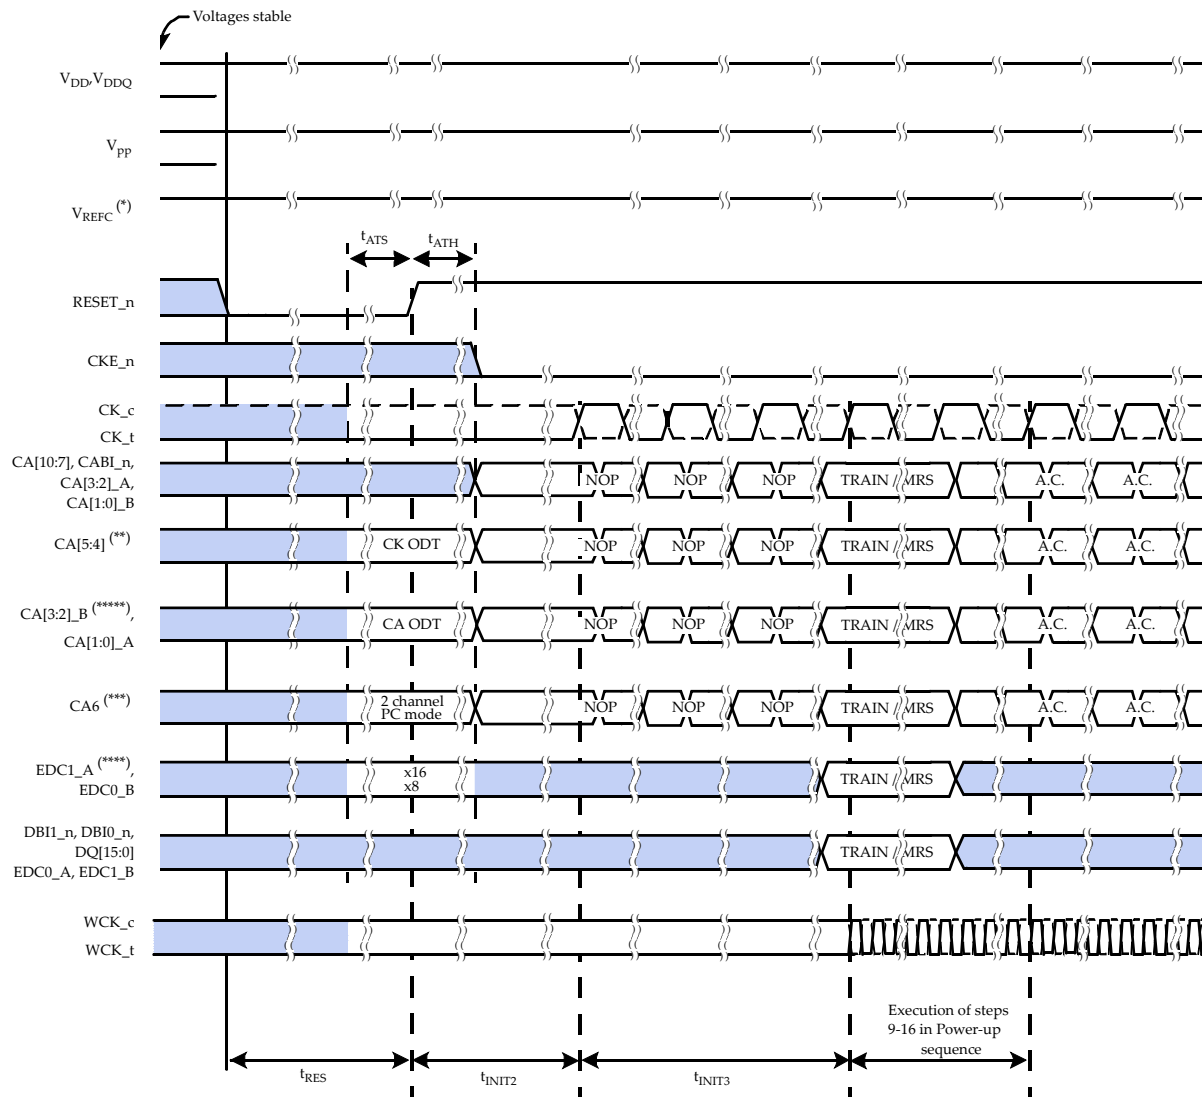 Voltages stable
VDD,VDDQ
VPP
VREFC (*)
tATS
tATH
RESET_n
CKE_n
CK_c
CK_t
CA[10:7], CABI_n,
CA[3:2]_A,
CA[1:0]_B
NOP
NOP
NOP
TRAIN / MRS
A.C.
A.C.
CA[5:4] (**)
CK ODT
NOP
NOP
NOP
TRAIN / MRS
A.C.
A.C.
CA[3:2]_B (*****),
CA[1:0]_A
CA ODT
NOP
NOP
NOP
TRAIN / MRS
A.C.
A.C.
CA6 (***)
2 channel
PC mode
NOP
NOP
NOP
TRAIN / MRS
A.C.
A.C.
EDC1_A (****),
EDC0_B
x16
x8
TRAIN / MRS
DBI1_n, DBI0_n,
DQ[15:0]
EDC0_A, EDC1_B
TRAIN / MRS
WCK_c
WCK_t
Execution of steps
9-16 in Power-up
sequence
tRES
tINIT2
tINIT3